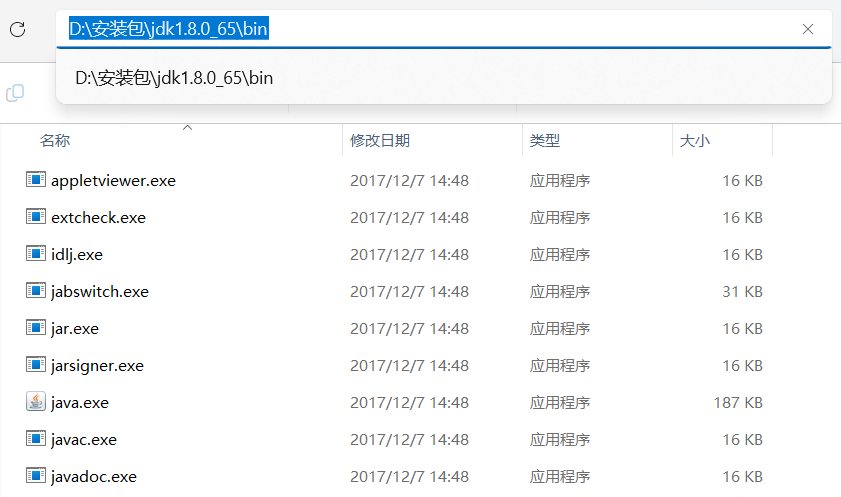 D:\安装包\jdk1.8.0_65\bin
D:\安装包\jdk1.8.0_65\bin
名称 修改日期 类型 大小
appletviewer.exe 2017/12/7 14:48 应用程序 16 KB
extcheck.exe 2017/12/7 14:48 应用程序 16 KB
idlj.exe 2017/12/7 14:48 应用程序 16 KB
jabswitch.exe 2017/12/7 14:48 应用程序 31 KB
jar.exe 2017/12/7 14:48 应用程序 16 KB
jarsigner.exe 2017/12/7 14:48 应用程序 16 KB
java.exe 2017/12/7 14:48 应用程序 187 KB
javac.exe 2017/12/7 14:48 应用程序 16 KB
javadoc.exe 2017/12/7 14:48 应用程序 16 KB